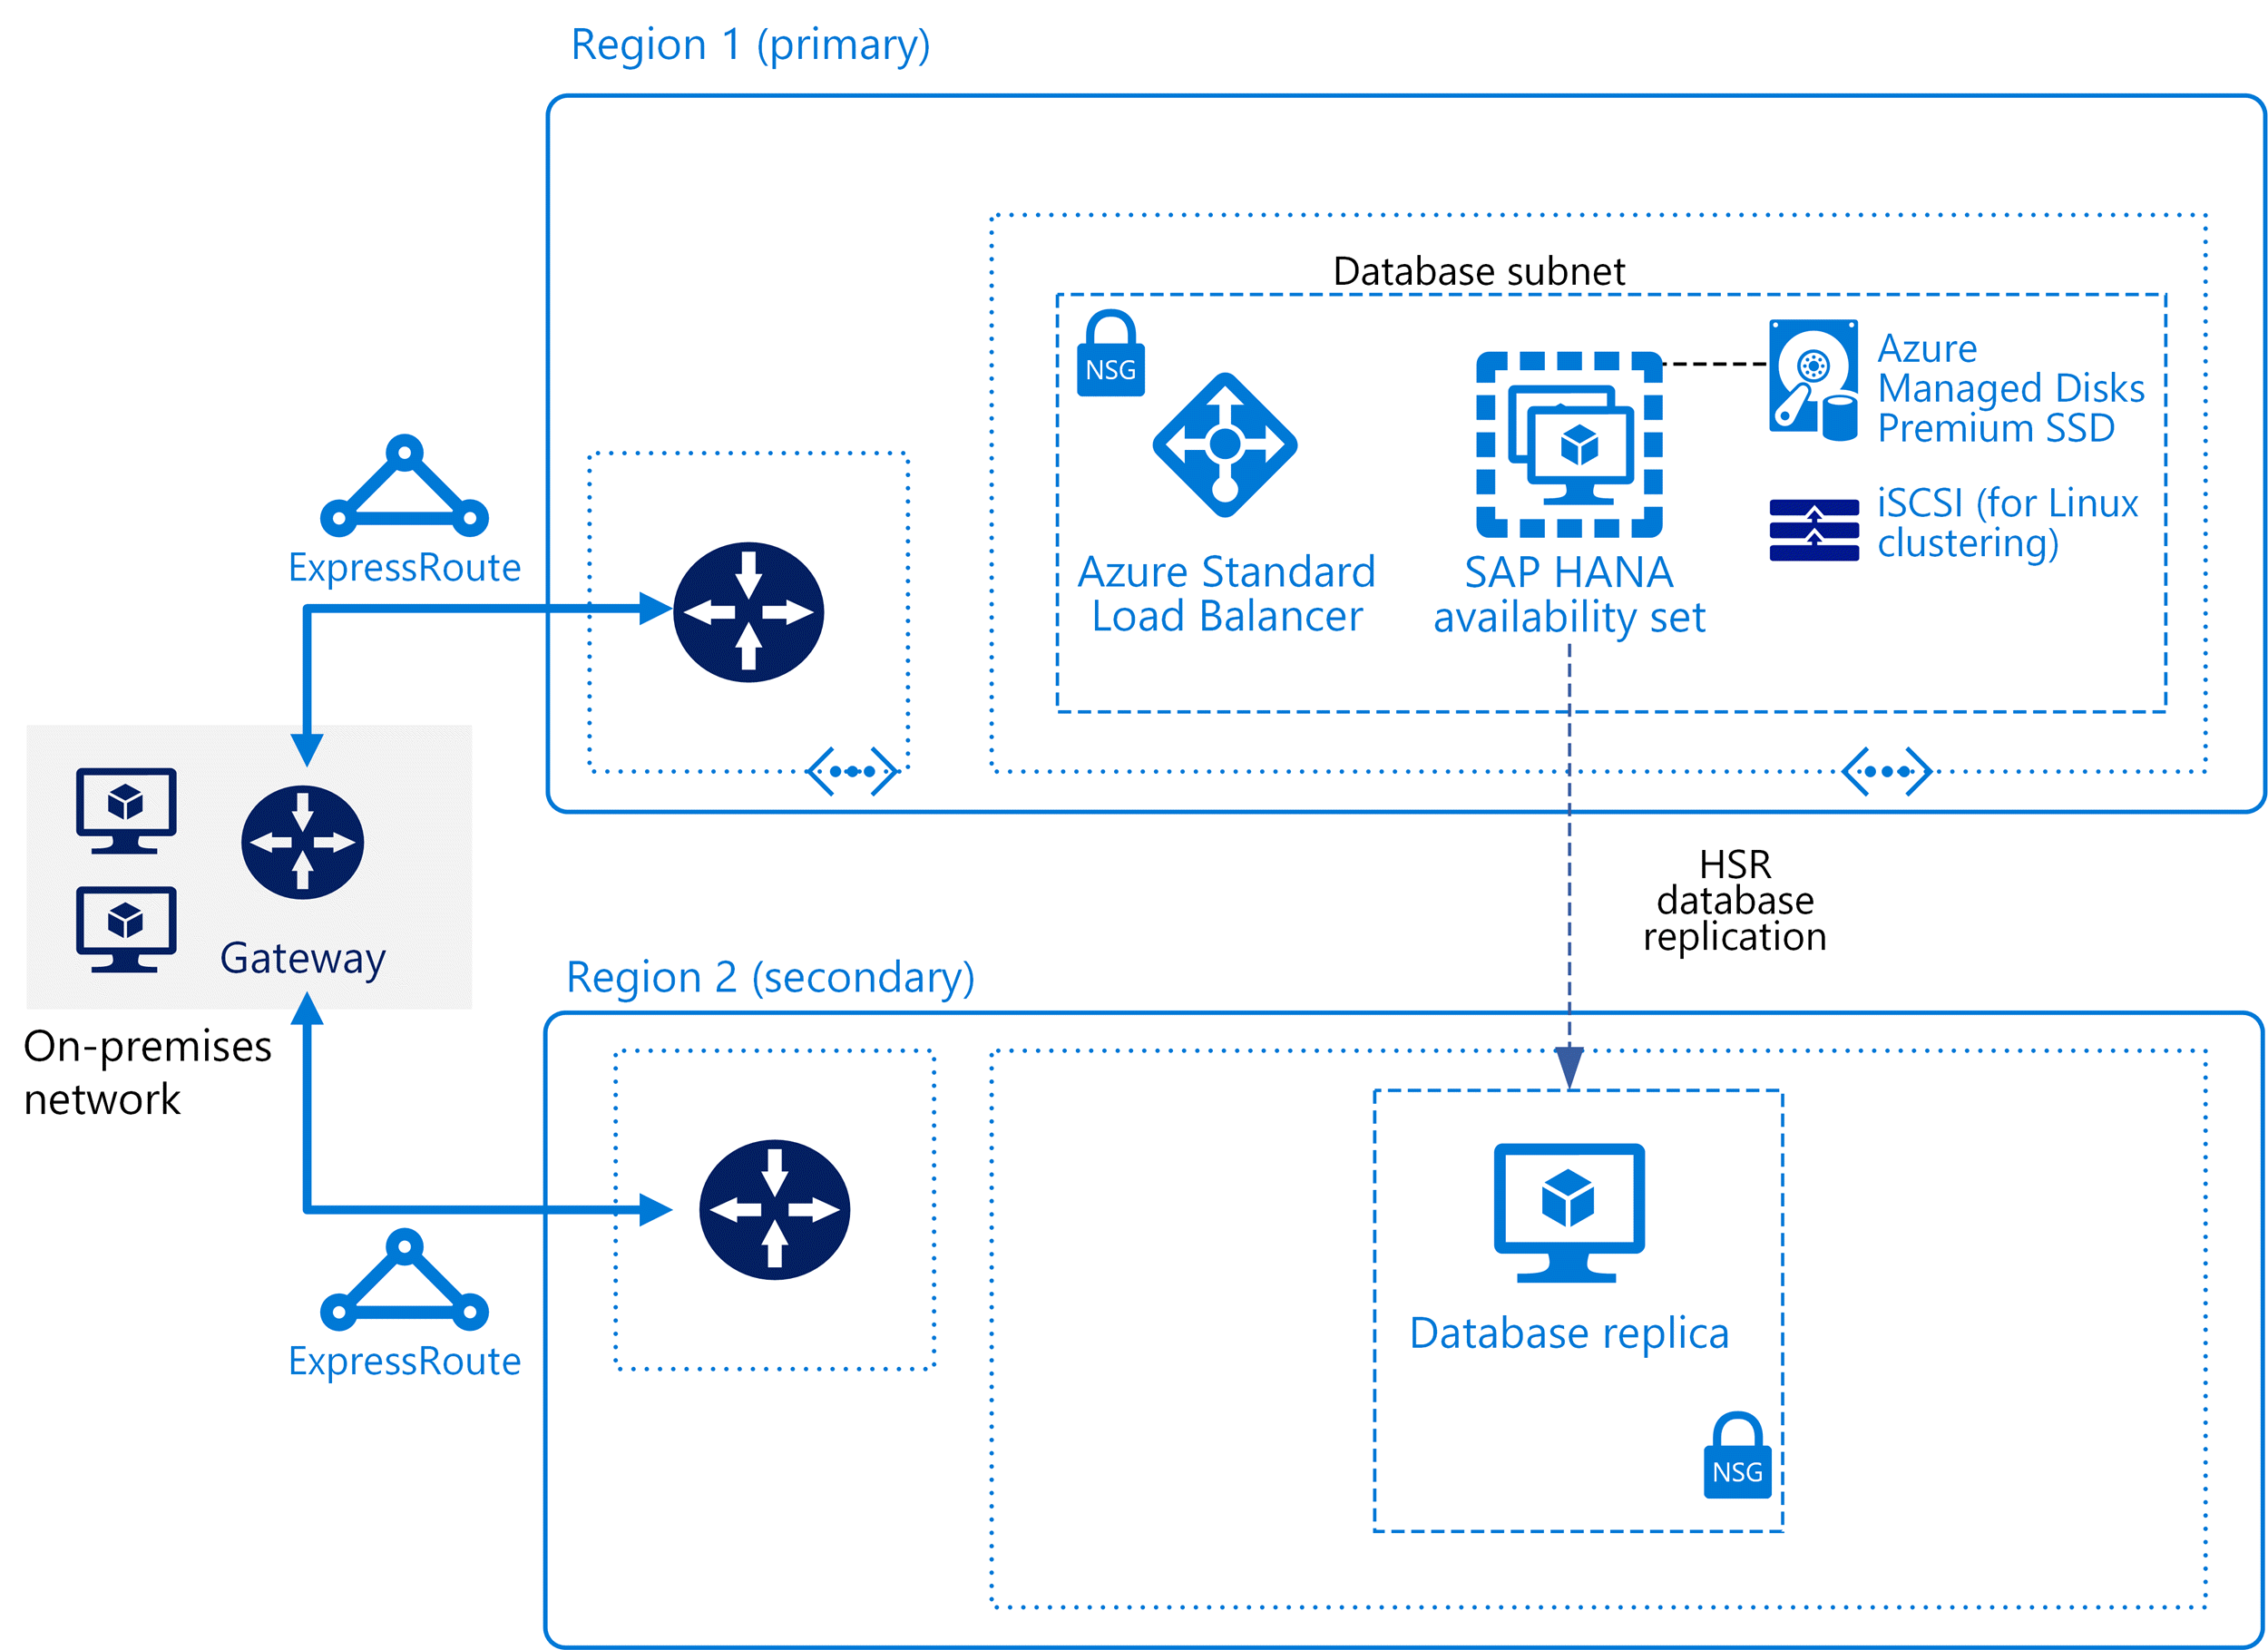 Region 1 (primary)
Database subnet
NSG
Azure
Managed Disks
Premium SSD
iSCSI (for Linux
clustering)
Azure Standard
Load Balancer
SAP HANA
availability set
ExpressRoute
Gateway
On-premises
network
HSR
database
replication
Region 2 (secondary)
ExpressRoute
Database replica
NSG